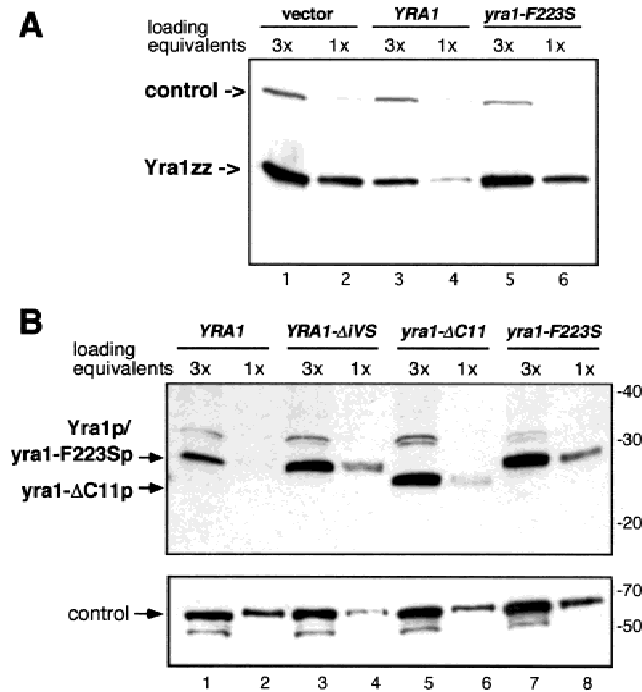 A
loading equivalents
vector YRA1 yra1-F223S
3x 1x 3x 1x 3x 1x
control ->
Yra1zz ->
1 2 3 4 5 6
B
loading equivalents
YRA1 YRA1-ΔiVS yra1-ΔC11 yra1-F223S
3x 1x 3x 1x 3x 1x 3x 1x
-40
Yra1p/
-30
yra1-F223Sp
yra1-ΔC11p
-20
-70
control
-50
1 2 3 4 5 6 7 8